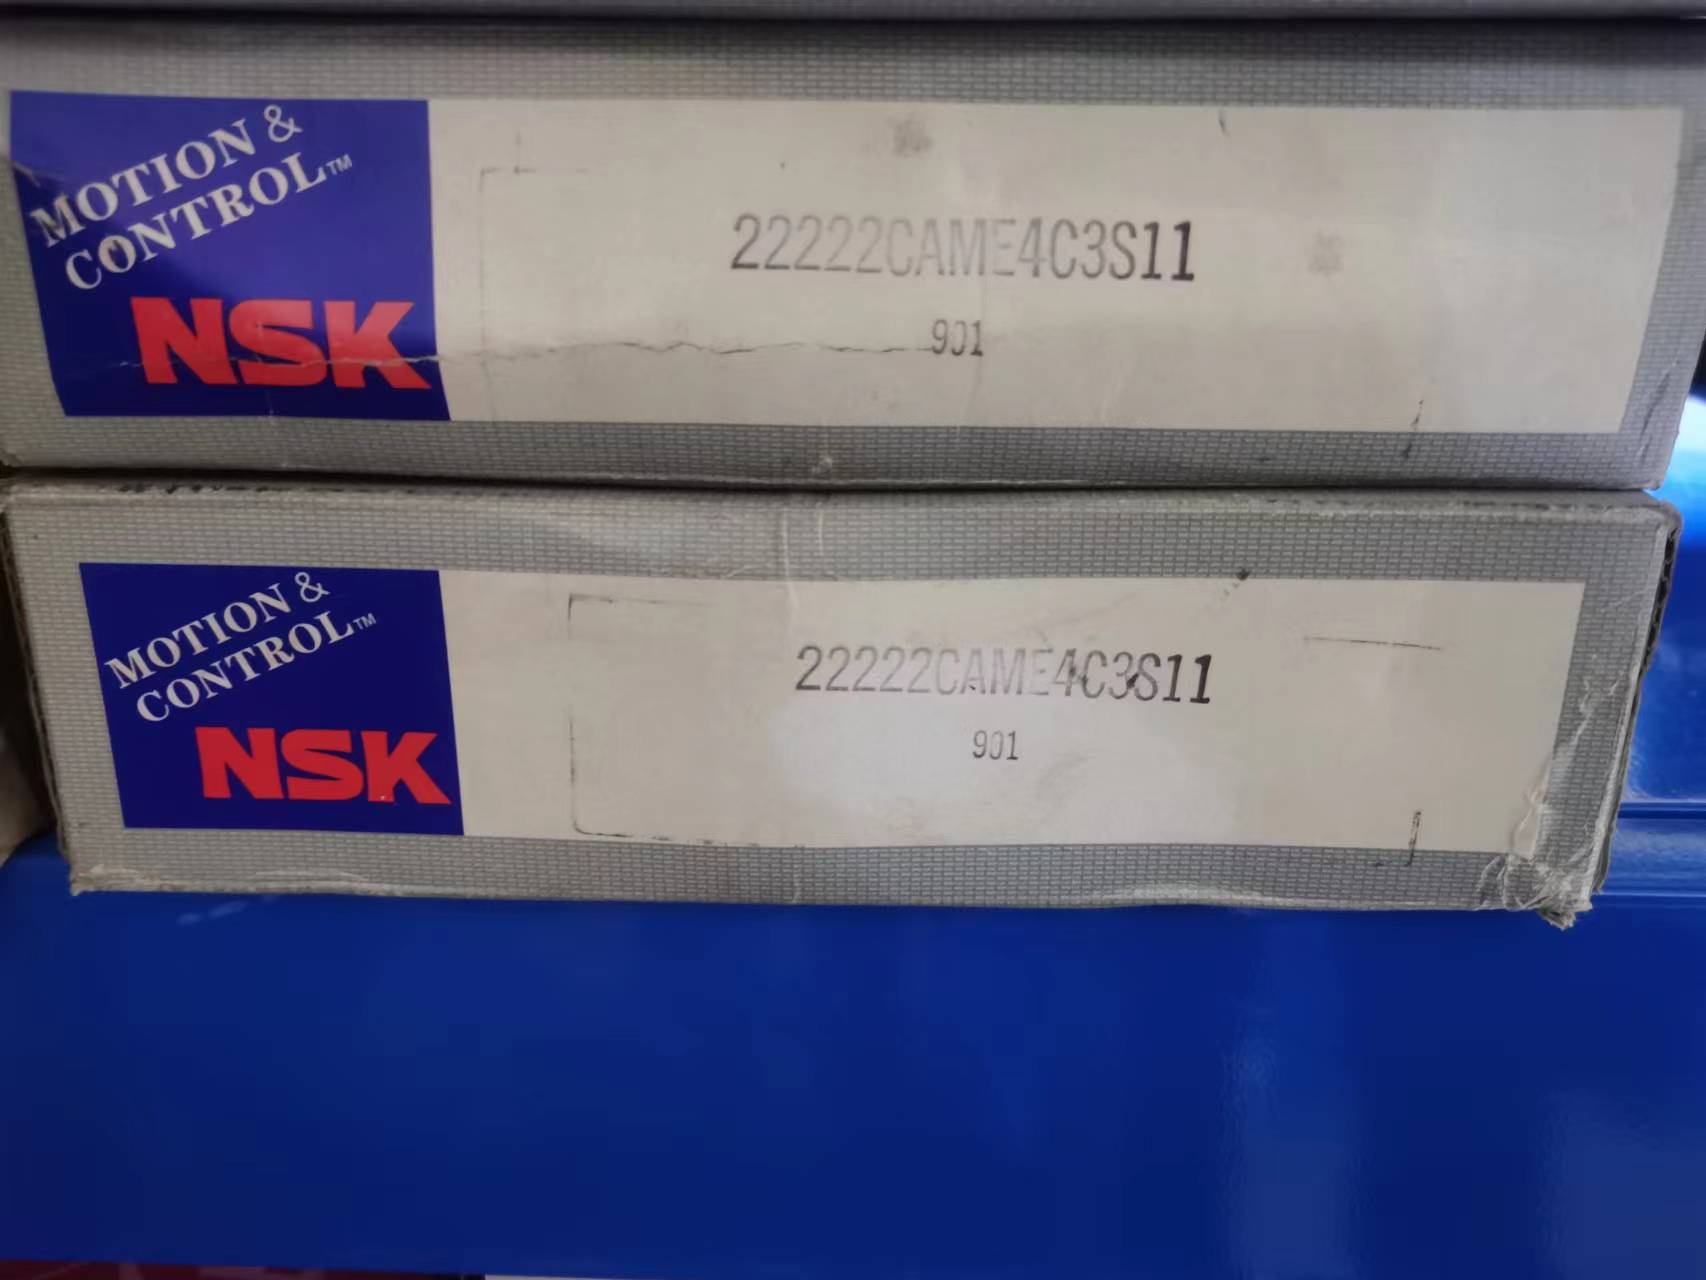 MOTION &
CONTROL™
NSK
22222CAME4C3S11
901
MOTION &
CONTROL™
NSK
22222CAME4C3S11
901